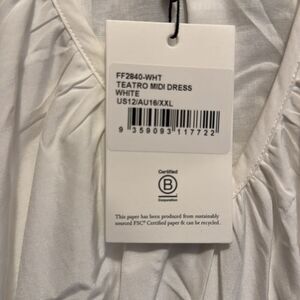 FF2840-WHT
TEATRO MIDI DRESS
WHITE
US12/AU16/XXL
9 359093 117722
Certified
B
Corporation
This paper has been produced from sustainably
sourced FSC® Certified paper & can be recycled.